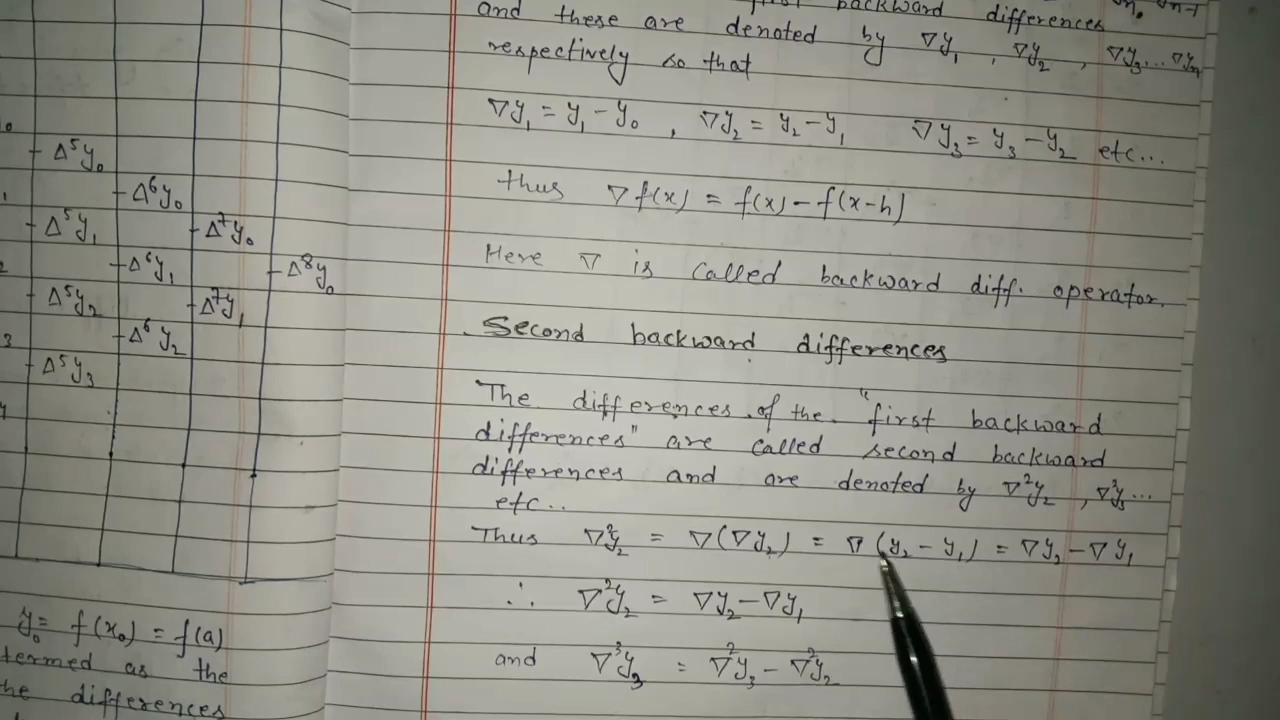 backward differences
and these are denoted by ∇y₁, ∇y₂, ∇y₃... ∇yₙ
respectively so that
∇y₁ = y₁ - y₀, ∇y₂ = y₂ - y₁ ∇y₃ = y₃ - y₂ etc...
thus ∇f(x) = f(x) - f(x-h)
Here ∇ is called backward diff. operator.
Second backward differences
The differences of the "first backward
differences" are called second backward
differences and are denoted by ∇²y₂, ∇²y₃...
etc..
Thus ∇²y₂ = ∇(∇y₂) = ∇(y₂ - y₁) = ∇y₂ - ∇y₁
∴ ∇²y₂ = ∇y₂ - ∇y₁
and ∇³y₃ = ∇²y₃ - ∇²y₂
Δ⁵y₀
Δ⁶y₀
Δ⁵y₁ Δ⁷y₀
Δ⁶y₁ Δ⁸y₀
Δ⁵y₂ Δ⁷y₁
Δ⁶y₂
3
Δ⁵y₃
y₀ = f(x₀) = f(a)
termed as the
the differences